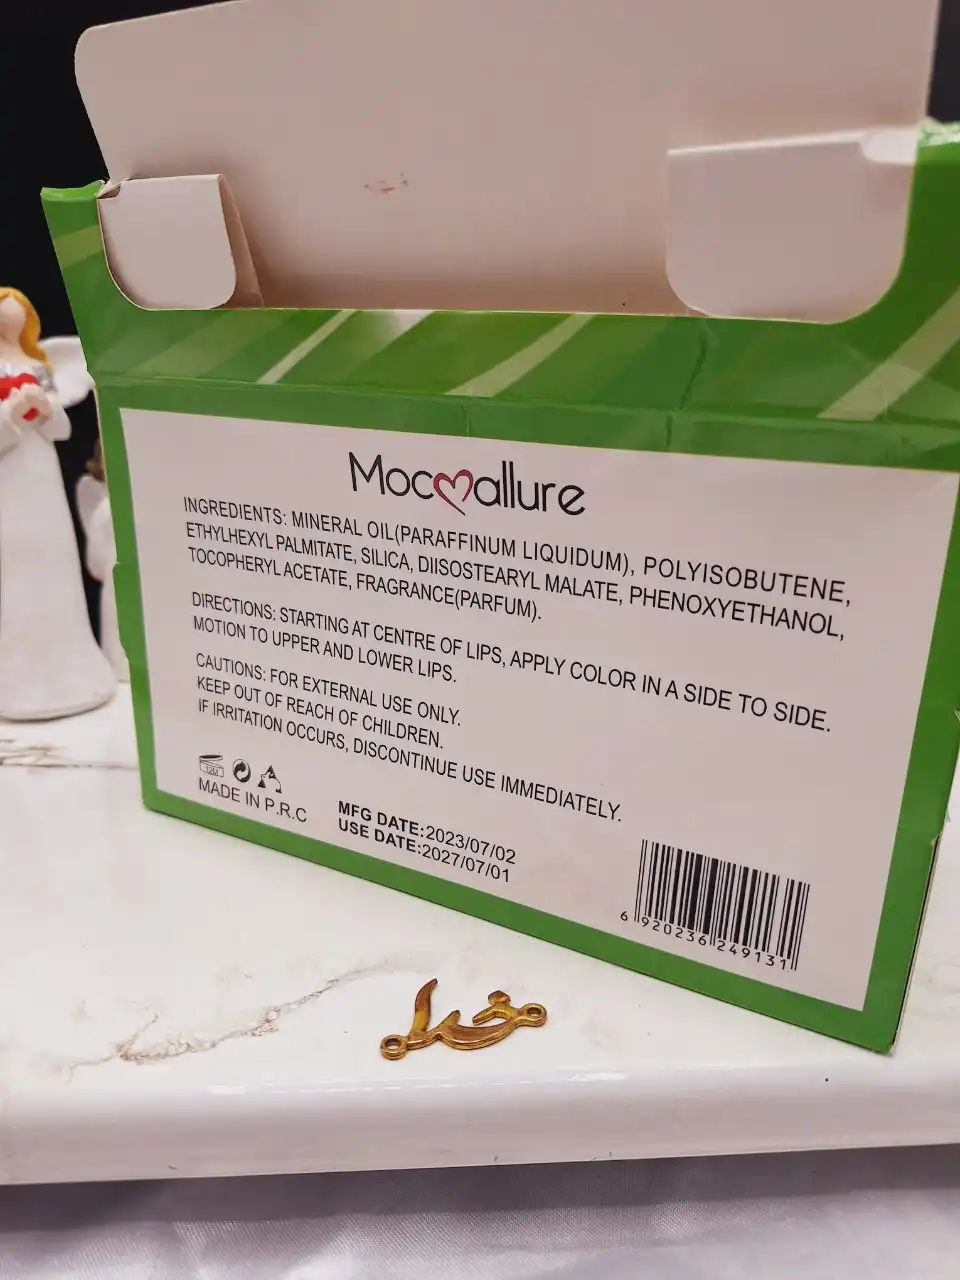 Mocallure
INGREDIENTS: MINERAL OIL(PARAFFINUM LIQUIDUM), POLYISOBUTENE,
ETHYLHEXYL PALMITATE, SILICA, DIISOSTEARYL MALATE, PHENOXYETHANOL,
TOCOPHERYL ACETATE, FRAGRANCE(PARFUM).
DIRECTIONS: STARTING AT CENTRE OF LIPS, APPLY COLOR IN A SIDE TO SIDE.
MOTION TO UPPER AND LOWER LIPS.
CAUTIONS: FOR EXTERNAL USE ONLY.
KEEP OUT OF REACH OF CHILDREN.
IF IRRITATION OCCURS, DISCONTINUE USE IMMEDIATELY.
12M
MADE IN P.R.C
MFG DATE:2023/07/02
USE DATE:2027/07/01
6 920236 249131